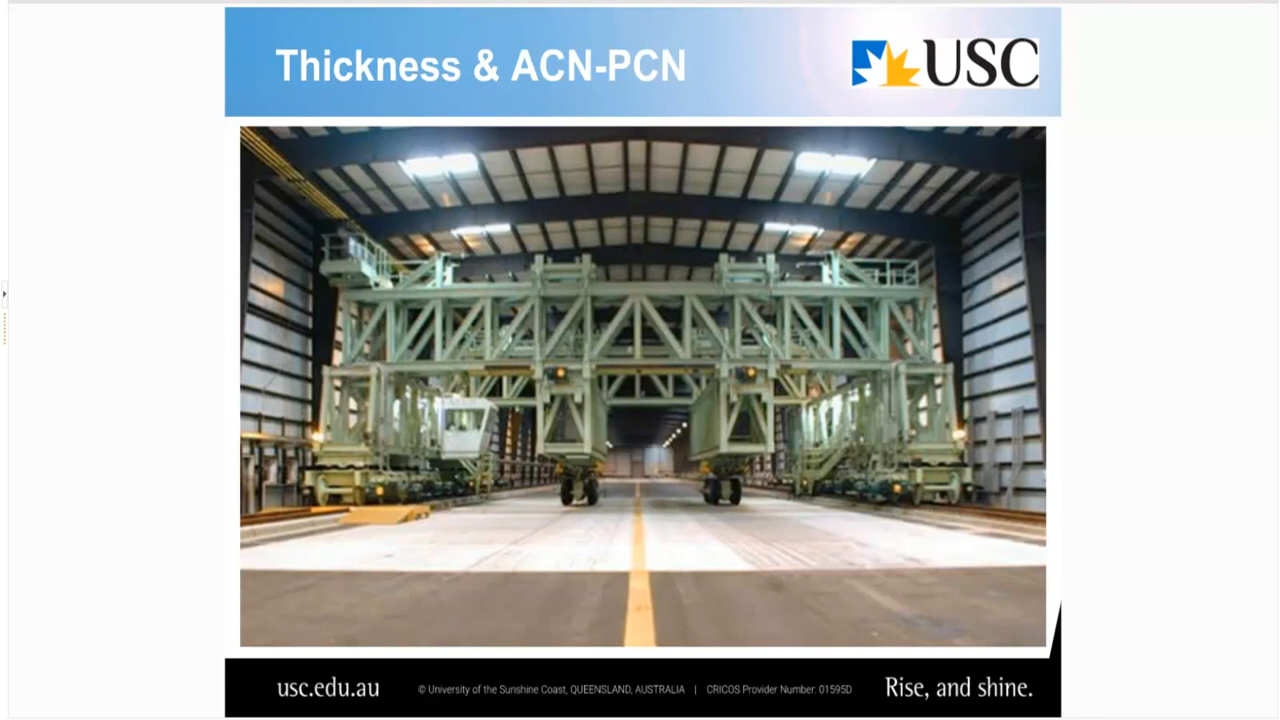 Thickness & ACN-PCN
USC
usc.edu.au
© University of the Sunshine Coast, QUEENSLAND, AUSTRALIA | CRICOS Provider Number: 01595D
Rise, and shine.